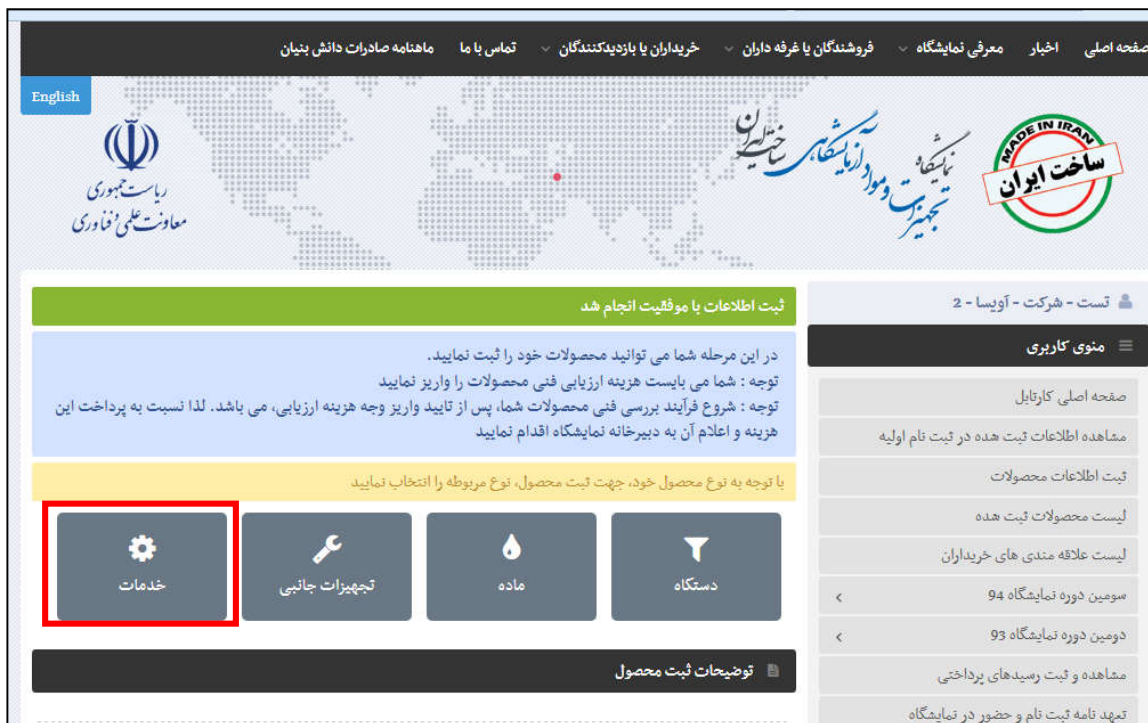 صفحه اصلی اخبار معرفی نمایشگاه فروشندگان یا غرفه داران خریداران یا بازدیدکنندگان تماس با ما ماهنامه صادرات دانش بنیان
English
MADE IN IRAN
ساخت ایران
نمایشگاه
تجهیزات و مواد آزمایشگاهی ساخت ایران
ریاست جمهوری
معاونت علمی و فناوری
تست - شرکت - آویسا - 2
منوی کاربری
صفحه اصلی کارتابل
مشاهده اطلاعات ثبت شده در ثبت نام اولیه
ثبت اطلاعات محصولات
لیست محصولات ثبت شده
لیست علاقه مندی های خریداران
سومین دوره نمایشگاه 94
دومین دوره نمایشگاه 93
مشاهده و ثبت رسیدهای پرداختی
تعهد نامه ثبت نام و حضور در نمایشگاه
ثبت اطلاعات با موفقیت انجام شد
در این مرحله شما می توانید محصولات خود را ثبت نمایید.
توجه : شما می بایست هزینه ارزیابی فنی محصولات را واریز نمایید
توجه : شروع فرآیند بررسی فنی محصولات شما، پس از تایید واریز وجه هزینه ارزیابی، می باشد. لذا نسبت به پرداخت این
هزینه و اعلام آن به دبیرخانه نمایشگاه اقدام نمایید
با توجه به نوع محصول خود، جهت ثبت محصول، نوع مربوطه را انتخاب نمایید
دستگاه
ماده
تجهیزات جانبی
خدمات
توضیحات ثبت محصول